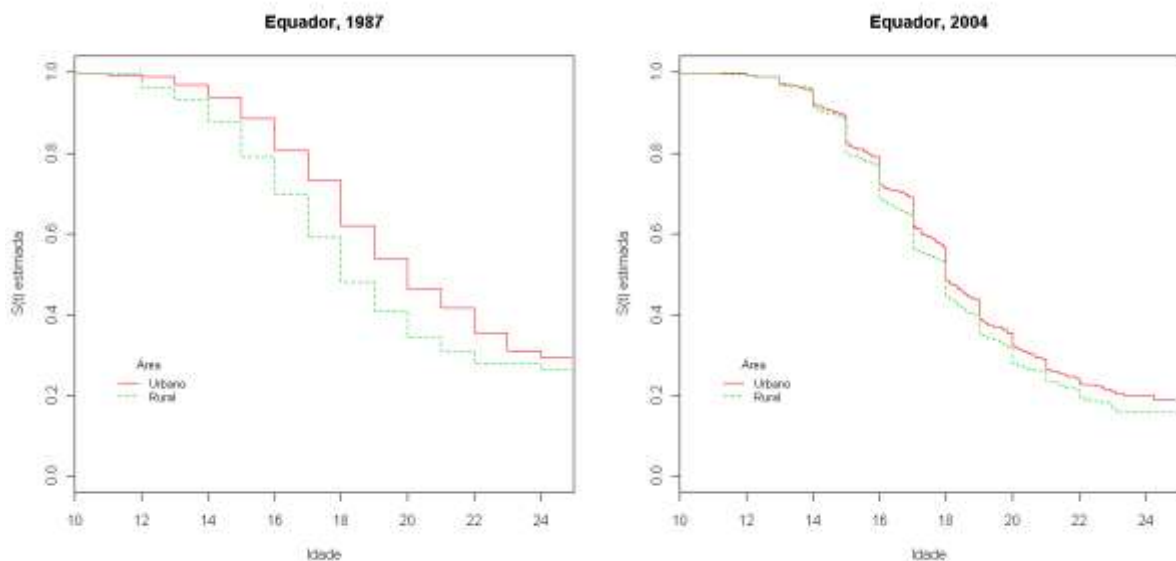 Equador, 1987
S(t) estimada
1.0
0.8
0.6
0.4
0.2
0.0
Área
Urbano
Rural
10 12 14 16 18 20 22 24
Idade
Equador, 2004
S(t) estimada
1.0
0.8
0.6
0.4
0.2
0.0
Área
Urbano
Rural
10 12 14 16 18 20 22 24
Idade